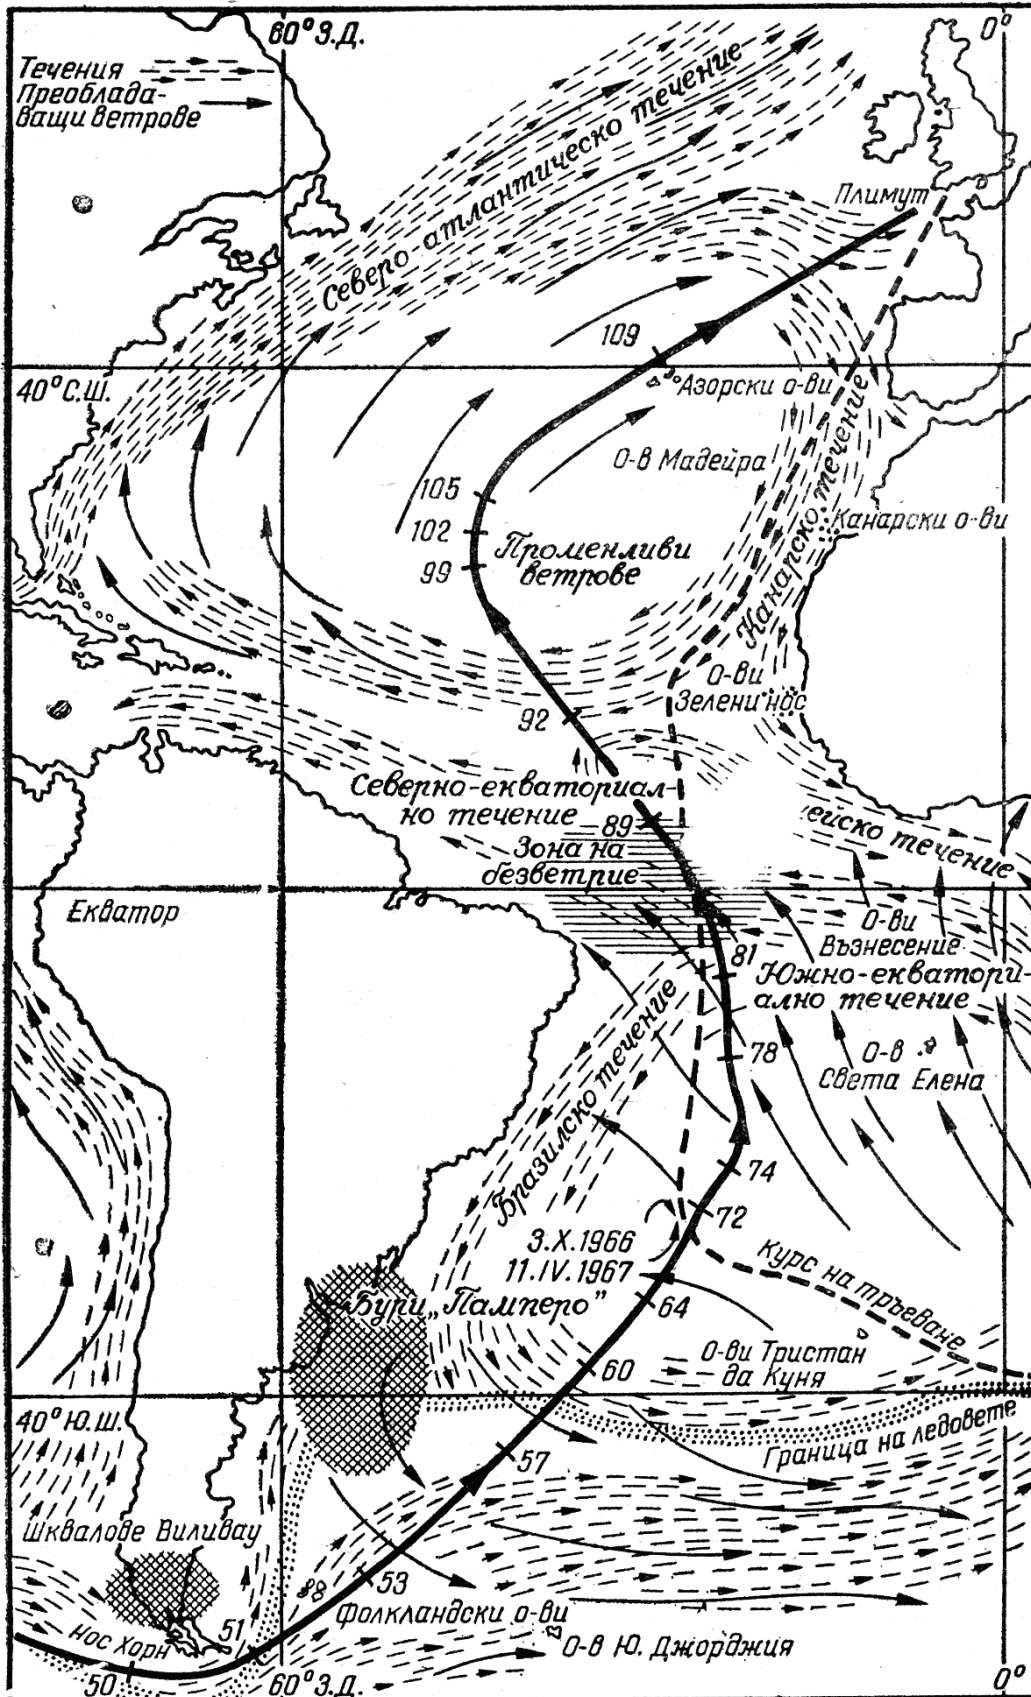 60° З.Д.
0°
Течения
Преоблада-
ващи ветрове
Северо-атлантическо течение
Плимут
109
40° С.Ш.
Азорски о-ви
О-в Мадейра
Канарско течение
105
Канарски о-ви
102
Променливи
ветрове
99
О-ви
Зелени нос
92
Северно-екваториал-
но течение
89
ейско течение
Зона на
безветрие
Екватор
О-ви
Възнесение
81
Южно-екватори-
ално течение
Бразилско течение
78
О-в
Света Елена
74
72
3.X.1966
11.IV.1967
Курс на тръгване
Бури „Памперо"
64
О-ви Тристан
да Куня
60
40° Ю.Ш.
Граница на ледовете
57
Шквалове Виливау
53
Фолкландски о-ви
Нос Хорн
51
О-в Ю. Джорджия
50
60° З.Д.
0°